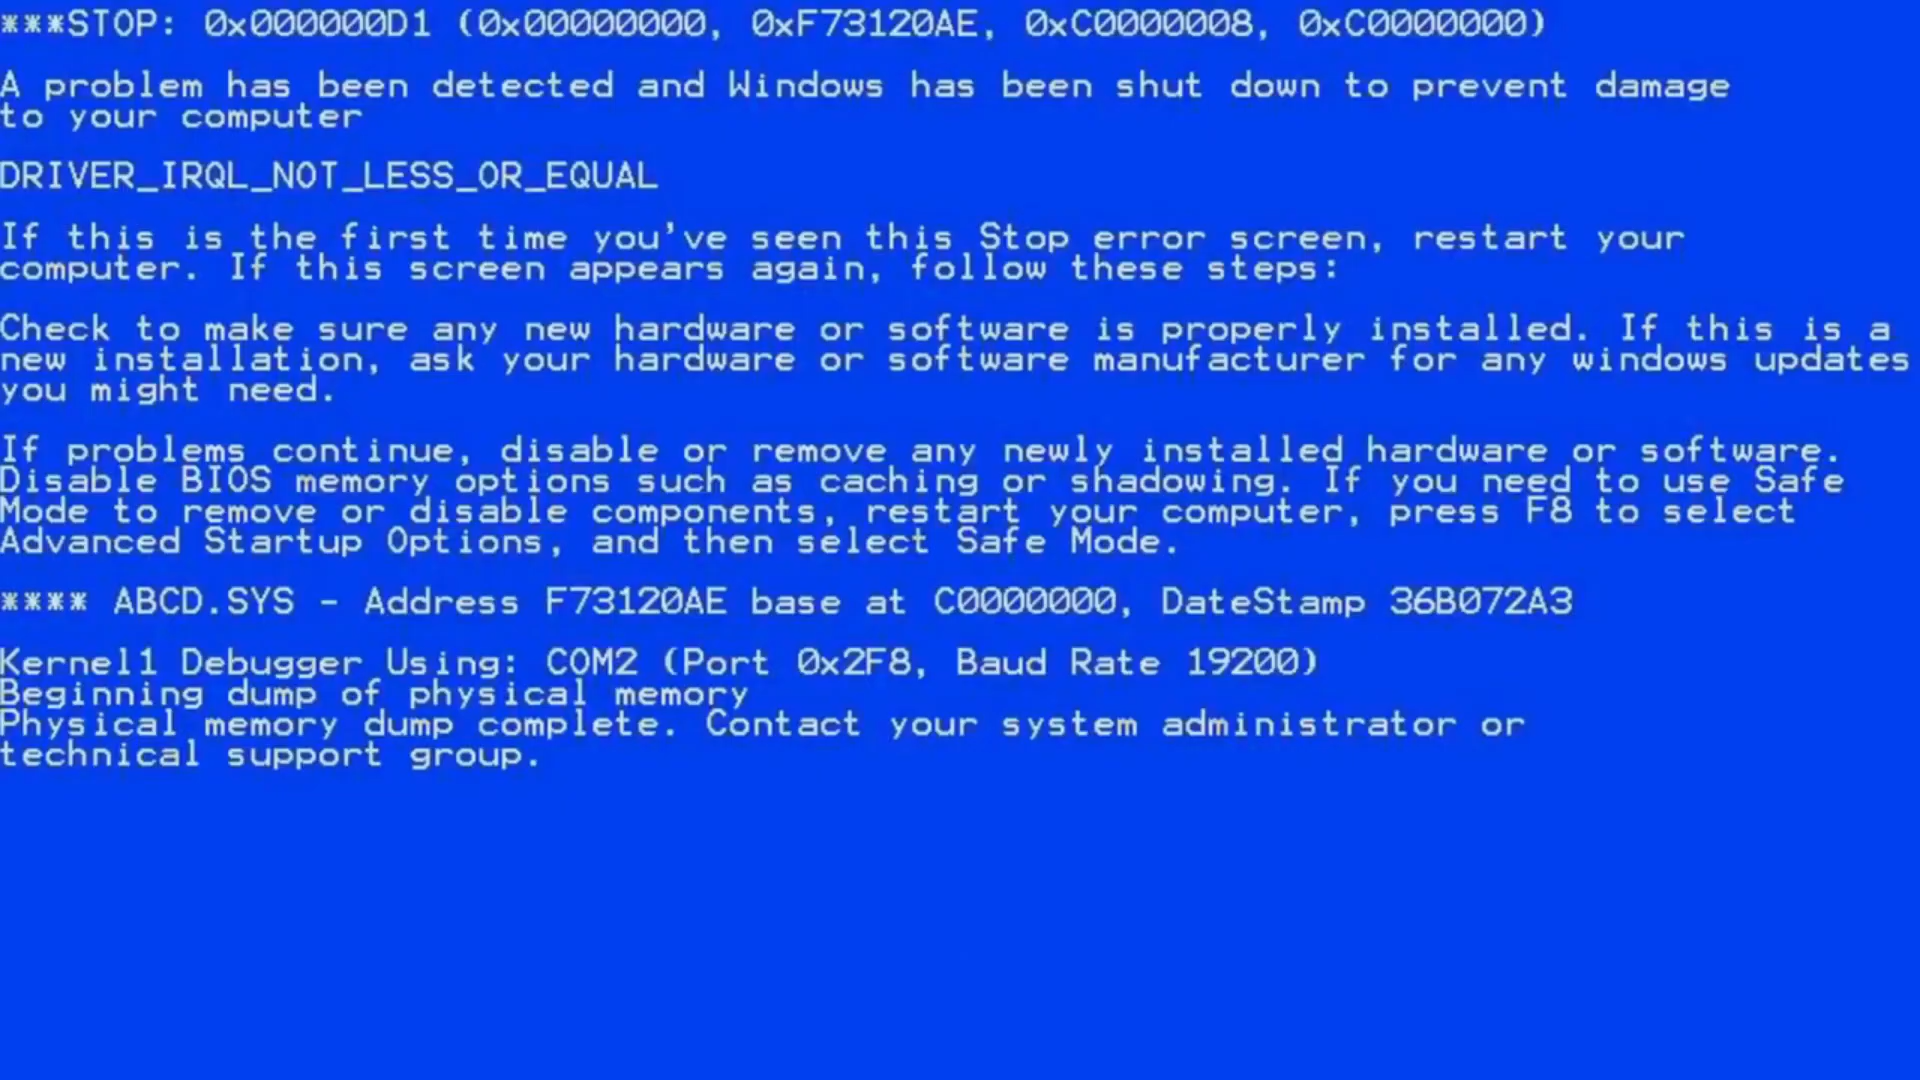 ***STOP: 0x000000D1 (0x00000000, 0xF73120AE, 0xC0000008, 0xC0000000)
A problem has been detected and Windows has been shut down to prevent damage
to your computer
DRIVER_IRQL_NOT_LESS_OR_EQUAL
If this is the first time you've seen this Stop error screen, restart your
computer. If this screen appears again, follow these steps:
Check to make sure any new hardware or software is properly installed. If this is a
new installation, ask your hardware or software manufacturer for any windows updates
you might need.
If problems continue, disable or remove any newly installed hardware or software.
Disable BIOS memory options such as caching or shadowing. If you need to use Safe
Mode to remove or disable components, restart your computer, press F8 to select
Advanced Startup Options, and then select Safe Mode.
**** ABCD.SYS - Address F73120AE base at C0000000, DateStamp 36B072A3
Kernel1 Debugger Using: COM2 (Port 0x2F8, Baud Rate 19200)
Beginning dump of physical memory
Physical memory dump complete. Contact your system administrator or
technical support group.